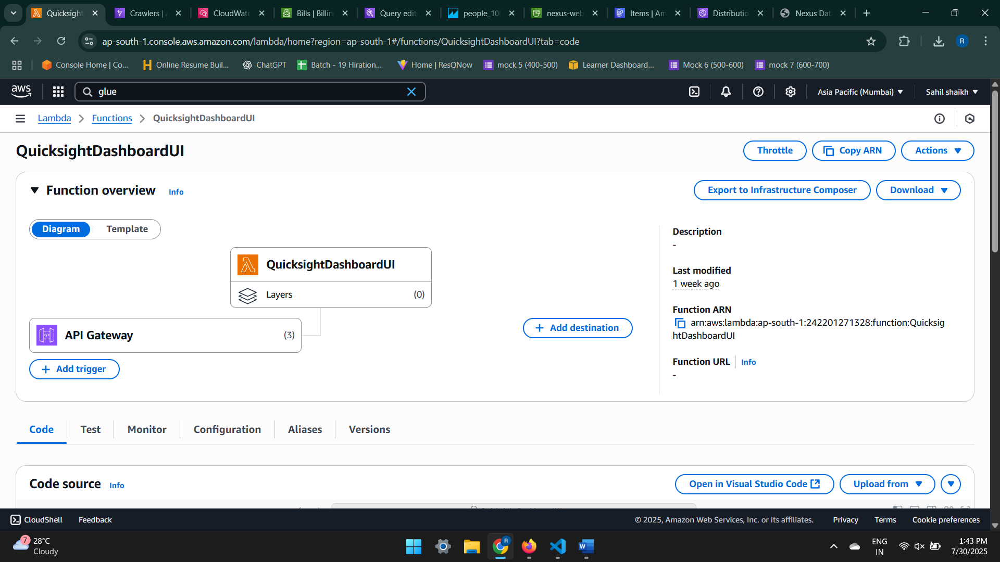 Quicksight
Crawlers |
CloudWatc
Bills | Billin
Query edit
people_10
nexus-web
Items | Am
Distributio
Nexus Dat
ap-south-1.console.aws.amazon.com/lambda/home?region=ap-south-1#/functions/QuicksightDashboardUI?tab=code
R
Console Home | Co...
Online Resume Buil...
ChatGPT
Batch - 19 Hiration...
Home | ResQNow
mock 5 (400-500)
Learner Dashboard...
Mock 6 (500-600)
mock 7 (600-700)
aws
glue
Asia Pacific (Mumbai)
Sahil shaikh
Lambda
Functions
QuicksightDashboardUI
QuicksightDashboardUI
Throttle
Copy ARN
Actions
Function overview
Info
Export to Infrastructure Composer
Download
Diagram
Template
QuicksightDashboardUI
Layers
(0)
API Gateway
(3)
Add trigger
Add destination
Description
-
Last modified
1 week ago
Function ARN
arn:aws:lambda:ap-south-1:242201271328:function:Quicksig
htDashboardUI
Function URL
Info
-
Code
Test
Monitor
Configuration
Aliases
Versions
Code source
Info
Open in Visual Studio Code
Upload from
CloudShell
Feedback
© 2025, Amazon Web Services, Inc. or its affiliates.
Privacy
Terms
Cookie preferences
7
28°C
Cloudy
R
W
ENG
IN
1:43 PM
7/30/2025